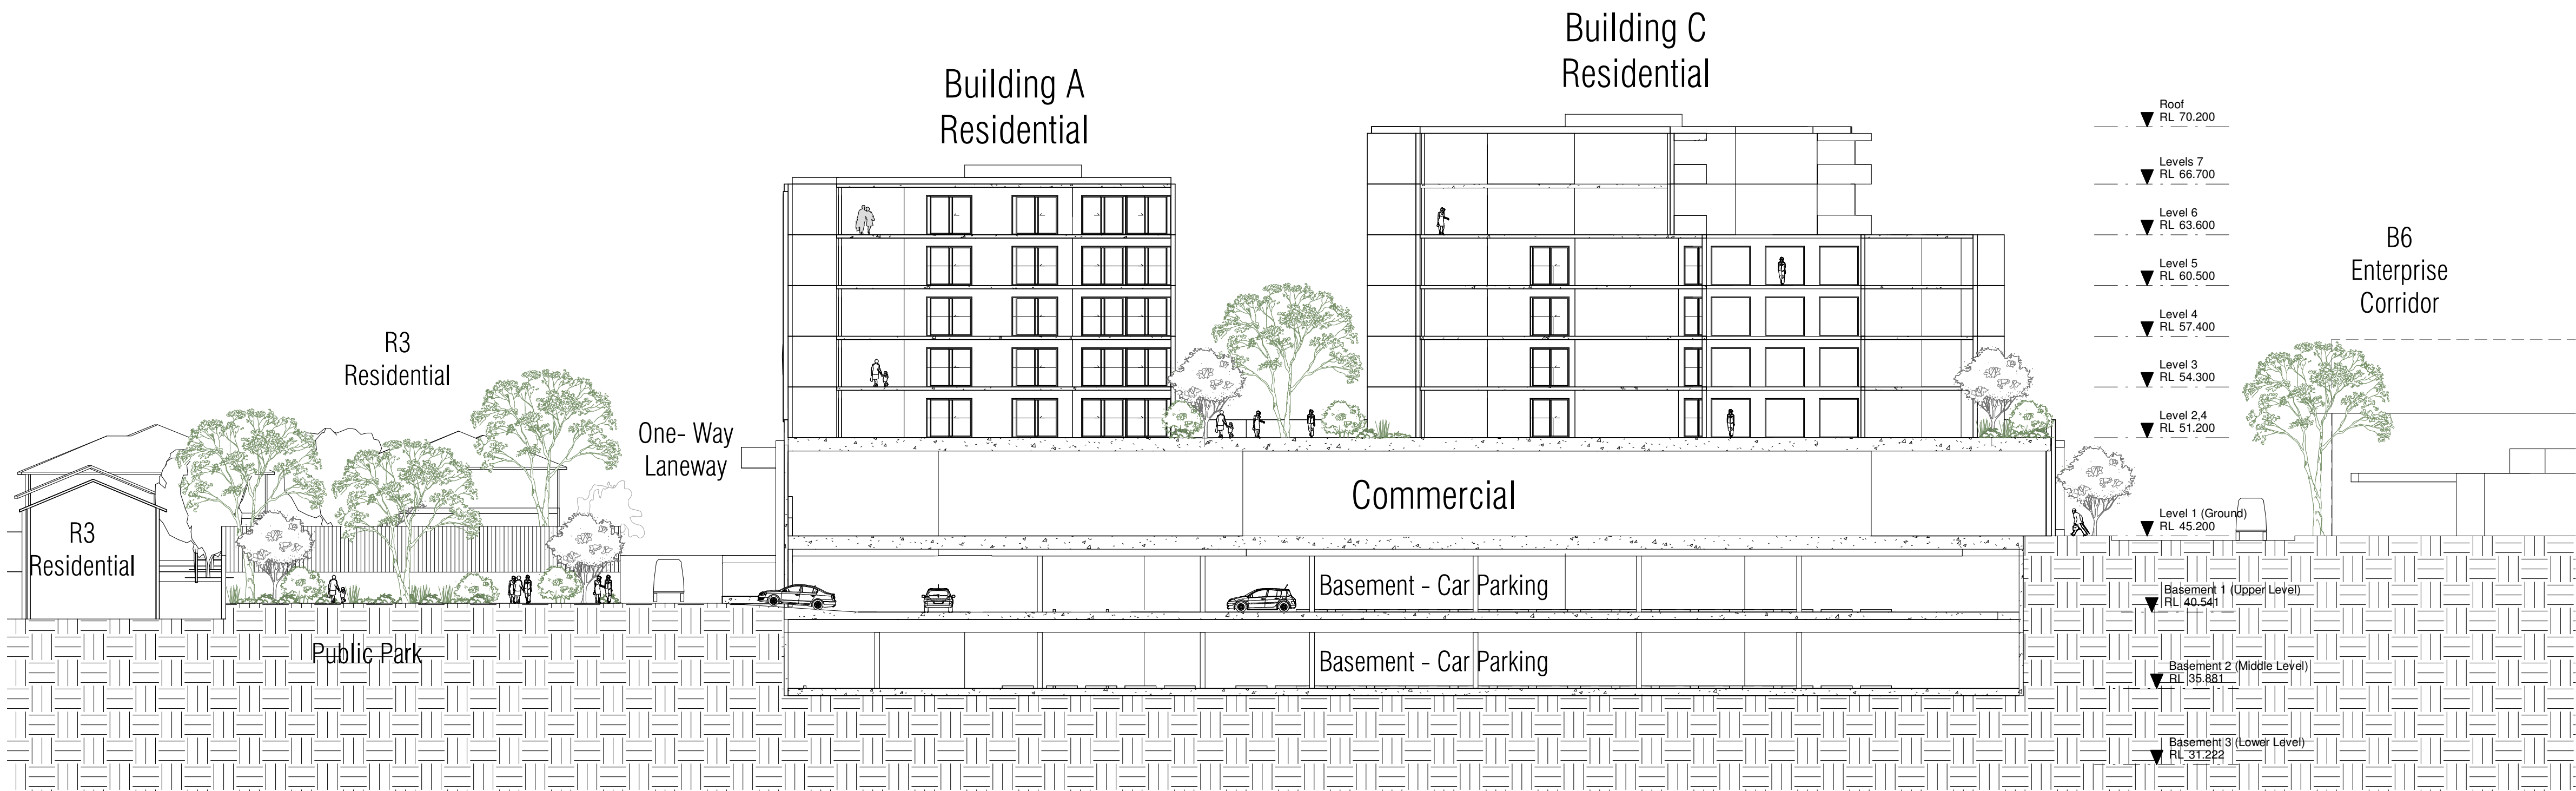 Building C
Residential
Building A
Residential
Roof
RL 70.200
Levels 7
RL 66.700
Level 6
RL 63.600
B6
Enterprise
Corridor
Level 5
RL 60.500
Level 4
RL 57.400
R3
Residential
Level 3
RL 54.300
Level 2,4
RL 51.200
One- Way
Laneway
Commercial
Level 1 (Ground)
RL 45.200
R3
Residential
Basement - Car Parking
Basement 1 (Upper Level)
RL 40.541
Public Park
Basement - Car Parking
Basement 2 (Middle Level)
RL 35.881
Basement 3 (Lower Level)
RL 31.222